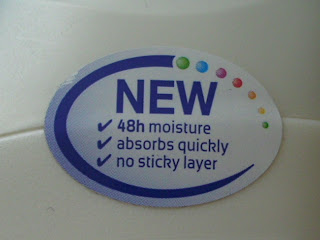 NEW
✔ 48h moisture
✔ absorbs quickly
✔ no sticky layer